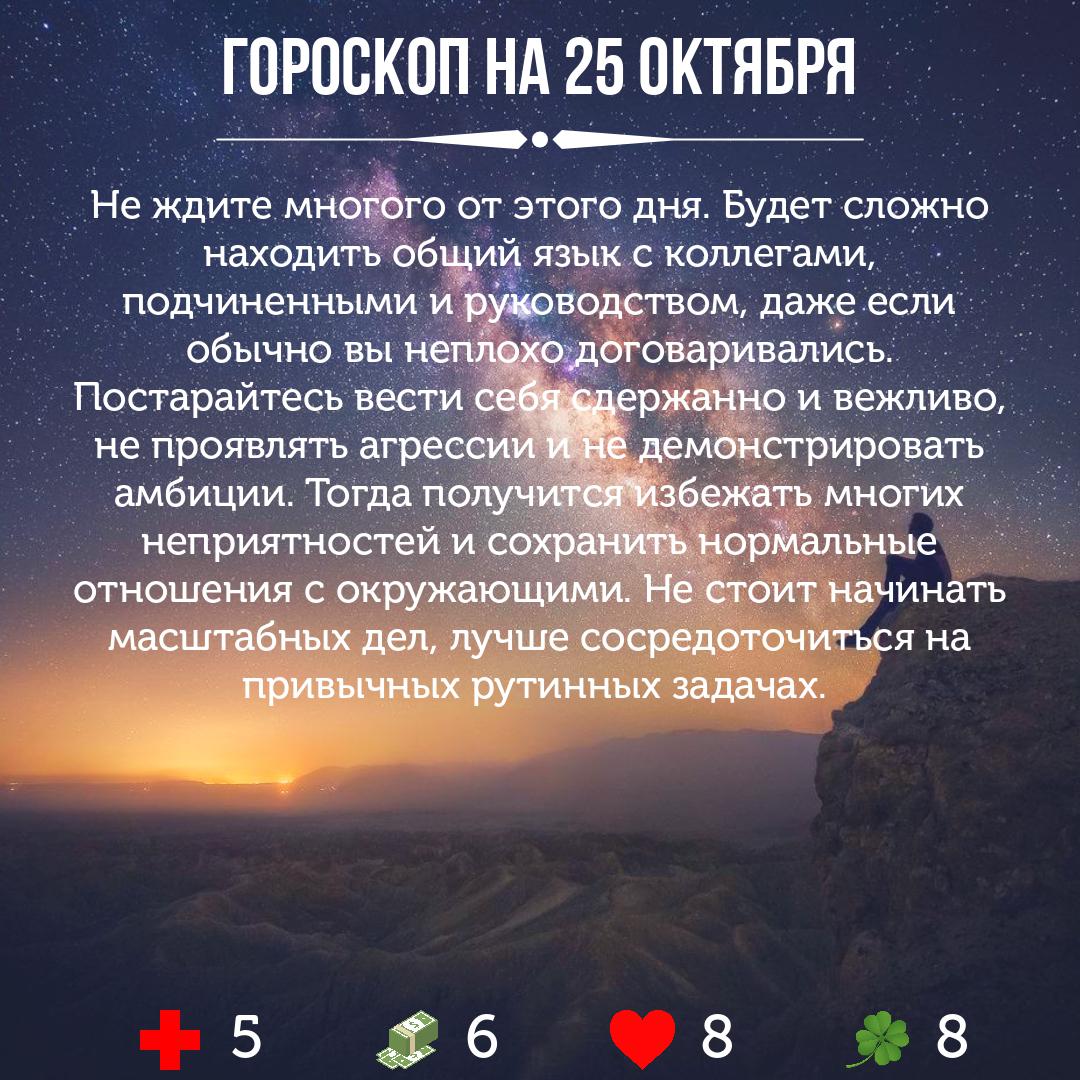 ГОРОСКОП НА 25 ОКТЯБРЯ
Не ждите многого от этого дня. Будет сложно
находить общий язык с коллегами,
подчиненными и руководством, даже если
обычно вы неплохо договаривались.
Постарайтесь вести себя сдержанно и вежливо,
не проявлять агрессии и не демонстрировать
амбиции. Тогда получится избежать многих
неприятностей и сохранить нормальные
отношения с окружающими. Не стоит начинать
масштабных дел, лучше сосредоточиться на
привычных рутинных задачах.
5 6 8 8